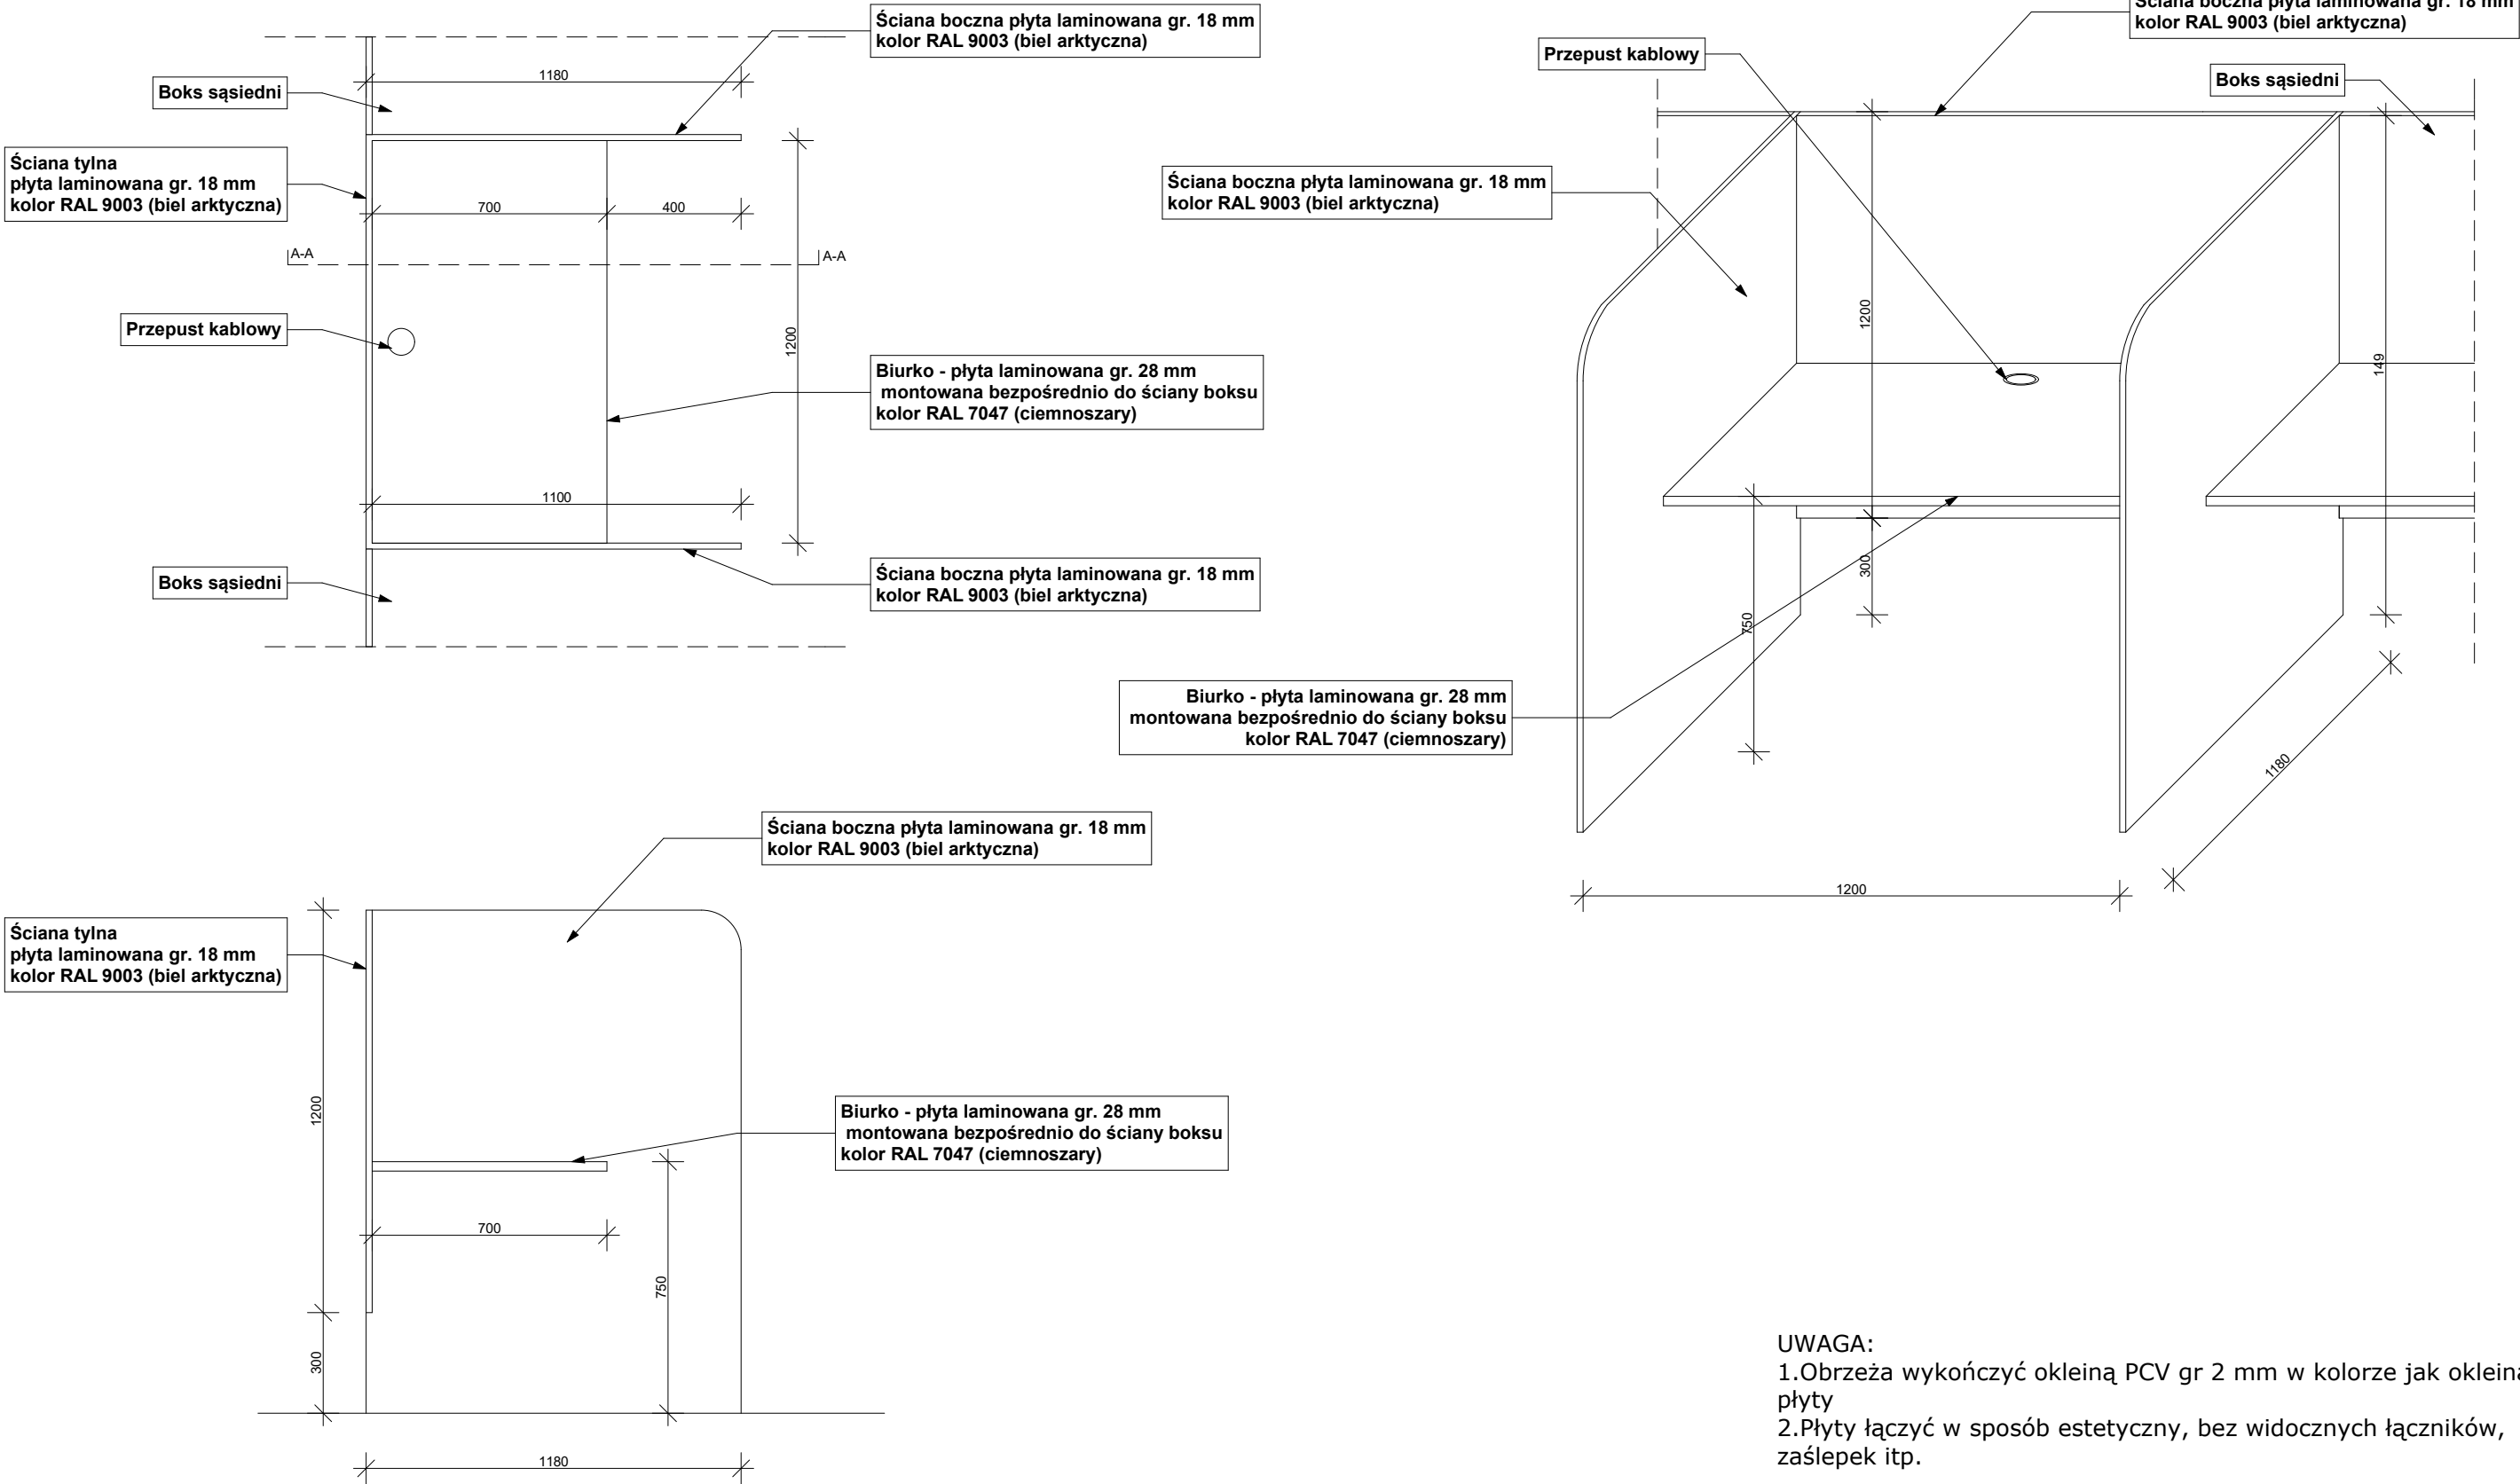 Ściana boczna płyta laminowana gr. 18 mm
kolor RAL 9003 (biel arktyczna)
1180
Boks sąsiedni
Ściana tylna
płyta laminowana gr. 18 mm
kolor RAL 9003 (biel arktyczna)
700
400
A-A
A-A
Przepust kablowy
1200
Biurko - płyta laminowana gr. 28 mm
montowana bezpośrednio do ściany boksu
kolor RAL 7047 (ciemnoszary)
1100
Boks sąsiedni
Ściana boczna płyta laminowana gr. 18 mm
kolor RAL 9003 (biel arktyczna)
Ściana boczna płyta laminowana gr. 18 mm
kolor RAL 9003 (biel arktyczna)
Przepust kablowy
Boks sąsiedni
Ściana boczna płyta laminowana gr. 18 mm
kolor RAL 9003 (biel arktyczna)
1200
149
300
750
Biurko - płyta laminowana gr. 28 mm
montowana bezpośrednio do ściany boksu
kolor RAL 7047 (ciemnoszary)
1180
1200
Ściana boczna płyta laminowana gr. 18 mm
kolor RAL 9003 (biel arktyczna)
Ściana tylna
płyta laminowana gr. 18 mm
kolor RAL 9003 (biel arktyczna)
1200
Biurko - płyta laminowana gr. 28 mm
montowana bezpośrednio do ściany boksu
kolor RAL 7047 (ciemnoszary)
700
750
300
1180
UWAGA:
1.Obrzeża wykończyć okleiną PCV gr 2 mm w kolorze jak okleina
płyty
2.Płyty łączyć w sposób estetyczny, bez widocznych łączników,
zaślepek itp.